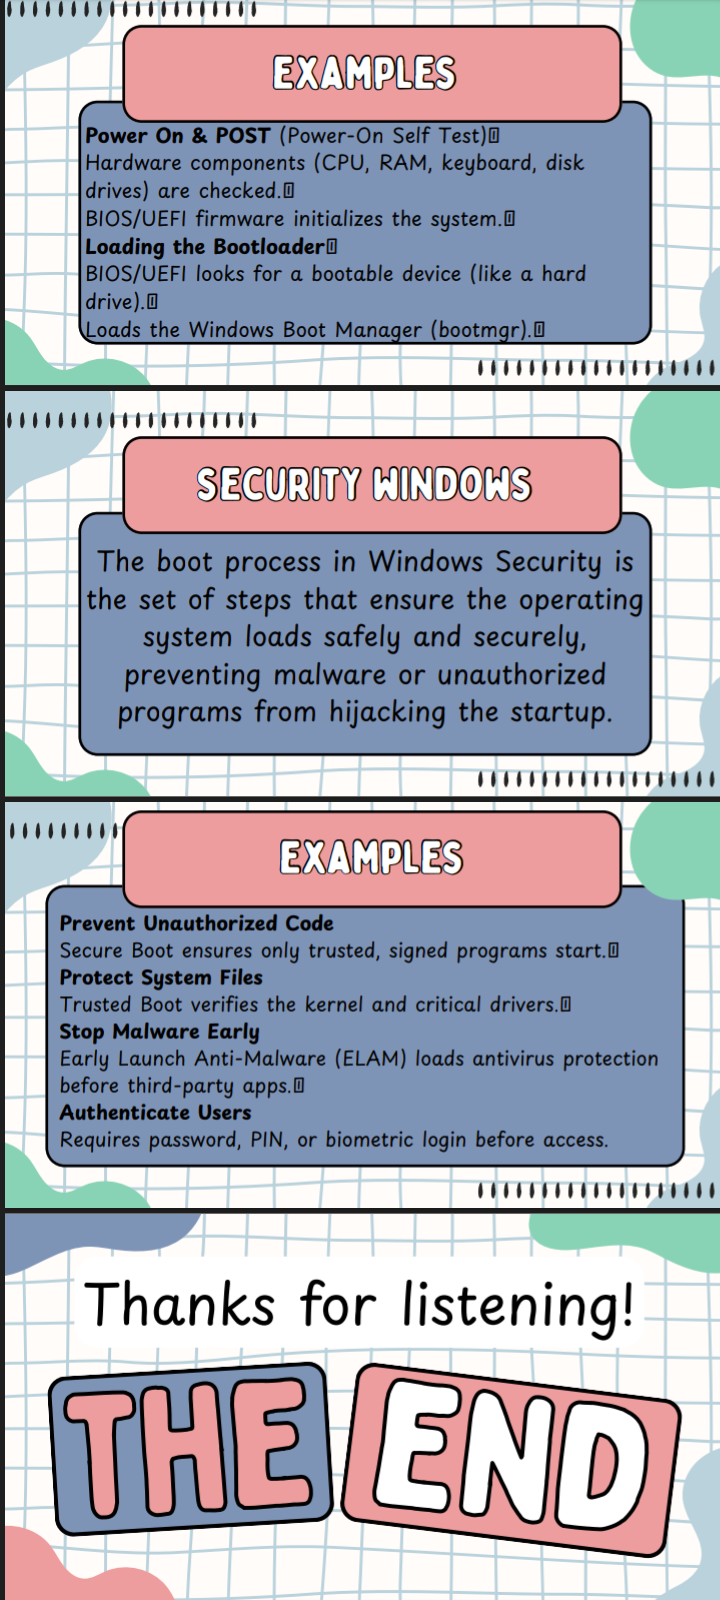 EXAMPLES
Power On & POST (Power-On Self Test)
Hardware components (CPU, RAM, keyboard, disk
drives) are checked.
BIOS/UEFI firmware initializes the system.
Loading the Bootloader
BIOS/UEFI looks for a bootable device (like a hard
drive).
Loads the Windows Boot Manager (bootmgr).
SECURITY WINDOWS
The boot process in Windows Security is
the set of steps that ensure the operating
system loads safely and securely,
preventing malware or unauthorized
programs from hijacking the startup.
EXAMPLES
Prevent Unauthorized Code
Secure Boot ensures only trusted, signed programs start.
Protect System Files
Trusted Boot verifies the kernel and critical drivers.
Stop Malware Early
Early Launch Anti-Malware (ELAM) loads antivirus protection
before third-party apps.
Authenticate Users
Requires password, PIN, or biometric login before access.
Thanks for listening!
THE END